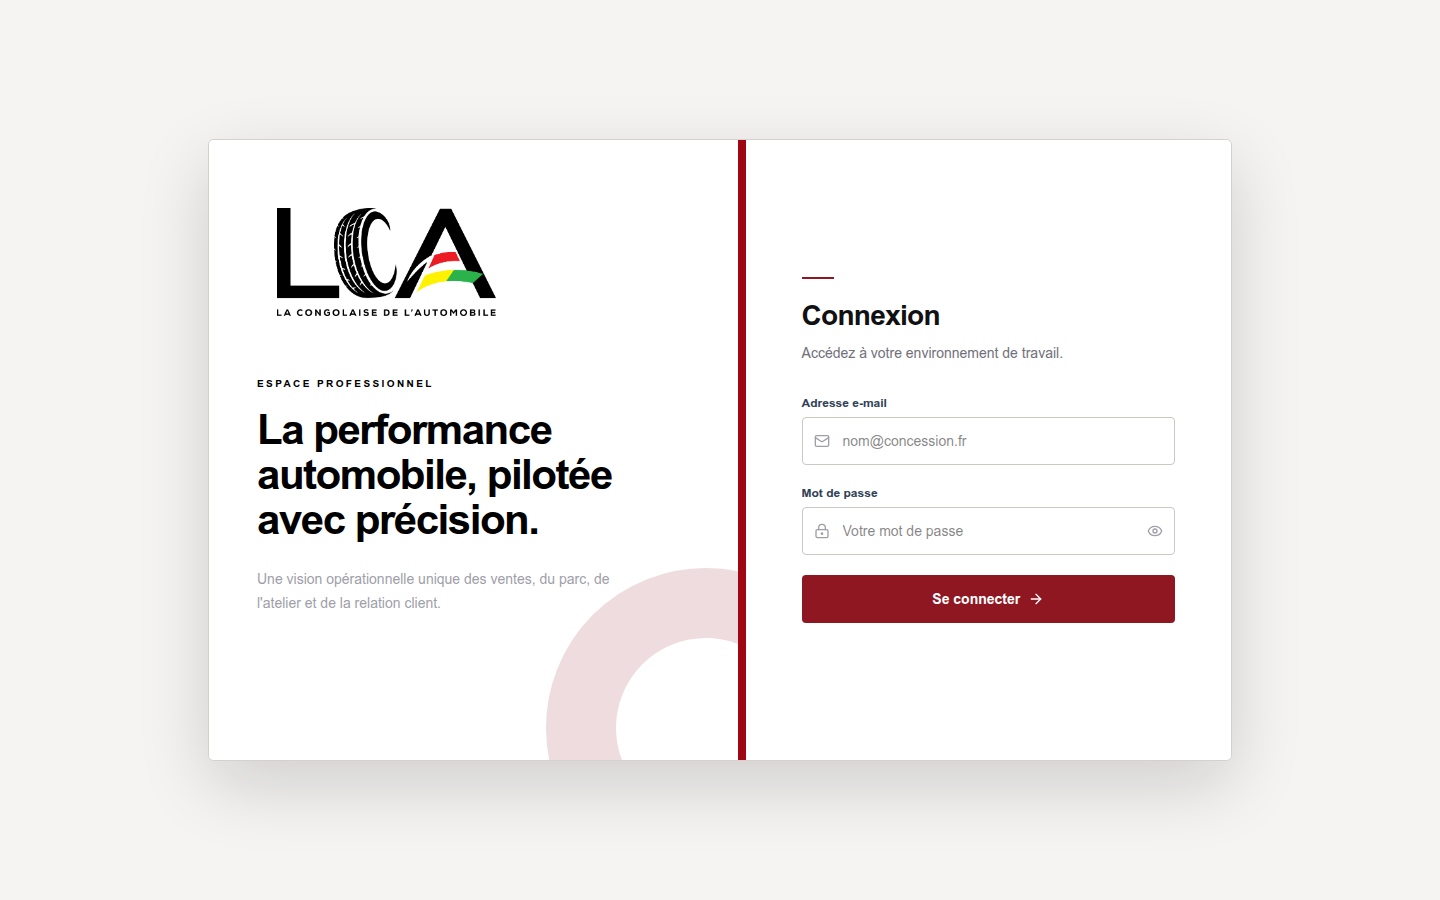 LCA
LA CONGOLAISE DE L'AUTOMOBILE
ESPACE PROFESSIONNEL
La performance
automobile, pilotée
avec précision.
Une vision opérationnelle unique des ventes, du parc, de
l'atelier et de la relation client.
Connexion
Accédez à votre environnement de travail.
Adresse e-mail
nom@concession.fr
Mot de passe
Votre mot de passe
Se connecter